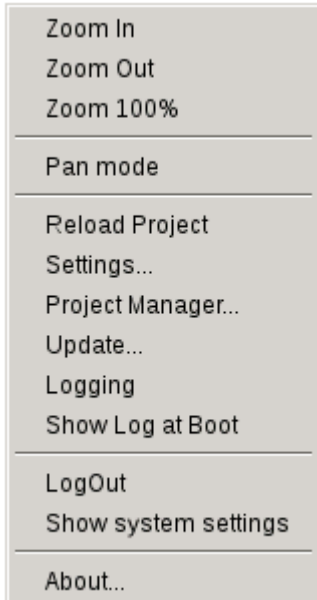 Zoom In
Zoom Out
Zoom 100%
Pan mode
Reload Project
Settings...
Project Manager...
Update...
Logging
Show Log at Boot
LogOut
Show system settings
About...